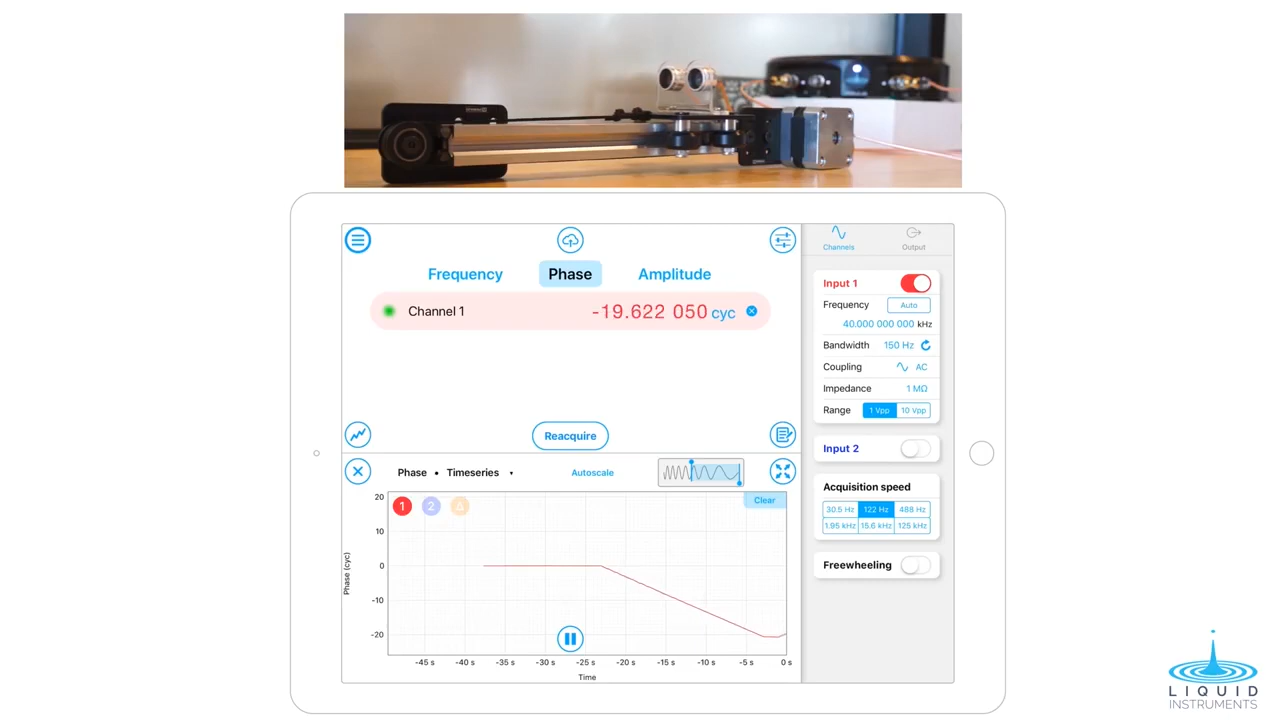 Frequency Phase Amplitude
Channel 1 -19.622 050 cyc
Reacquire
Phase • Timeseries Autoscale
Clear
1 2 Δ
20
10
0
-10
-20
Phase (cyc)
-45 s -40 s -35 s -30 s -25 s -20 s -15 s -10 s -5 s 0 s
Time
Channels Output
Input 1
Frequency Auto
40.000 000 000 kHz
Bandwidth 150 Hz
Coupling AC
Impedance 1 MΩ
Range 1 Vpp 10 Vpp
Input 2
Acquisition speed
30.5 Hz 122 Hz 488 Hz
1.95 kHz 15.6 kHz 125 kHz
Freewheeling
LIQUID
INSTRUMENTS